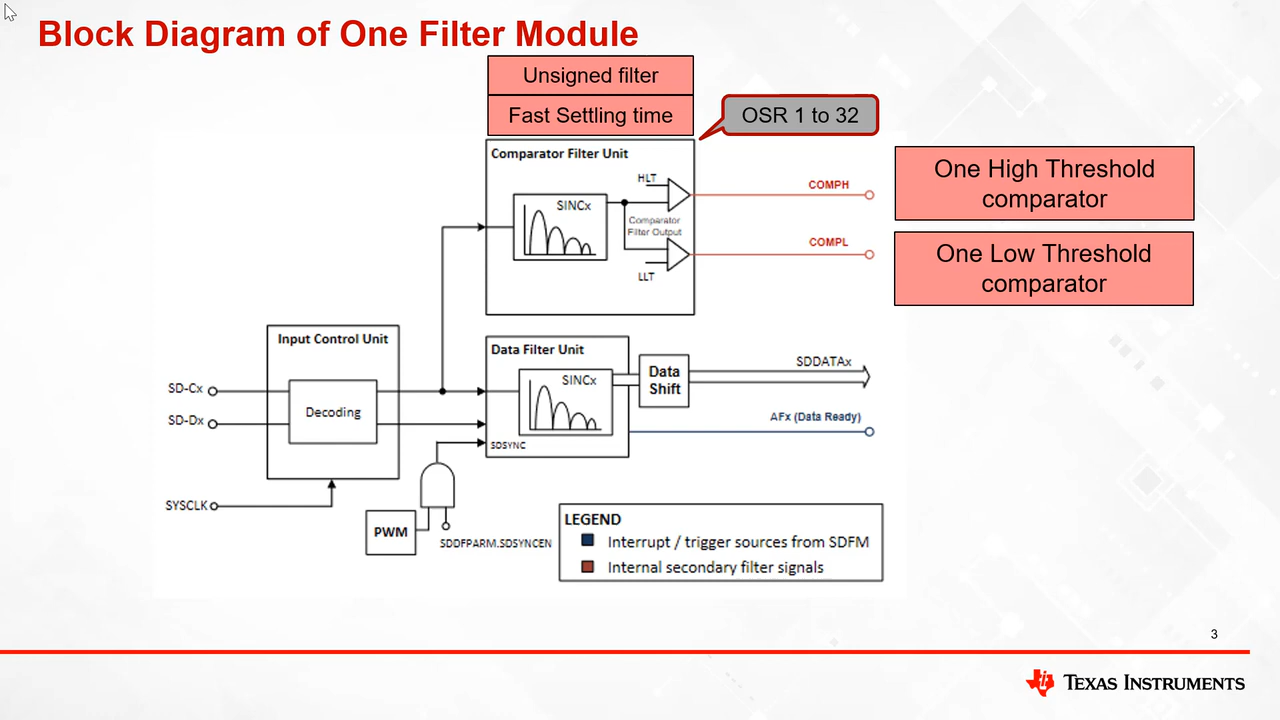 Block Diagram of One Filter Module
Unsigned filter
Fast Settling time
OSR 1 to 32
Comparator Filter Unit
HLT
SINCx
Comparator
Filter Output
LLT
COMPH
COMPL
One High Threshold
comparator
One Low Threshold
comparator
Input Control Unit
Decoding
SD-Cx
SD-Dx
SYSCLK
Data Filter Unit
SINCx
SDSYNC
Data
Shift
SDDATAx
AFx (Data Ready)
PWM
SDDFPARM.SDSYNCEN
LEGEND
Interrupt / trigger sources from SDFM
Internal secondary filter signals
3
TEXAS INSTRUMENTS